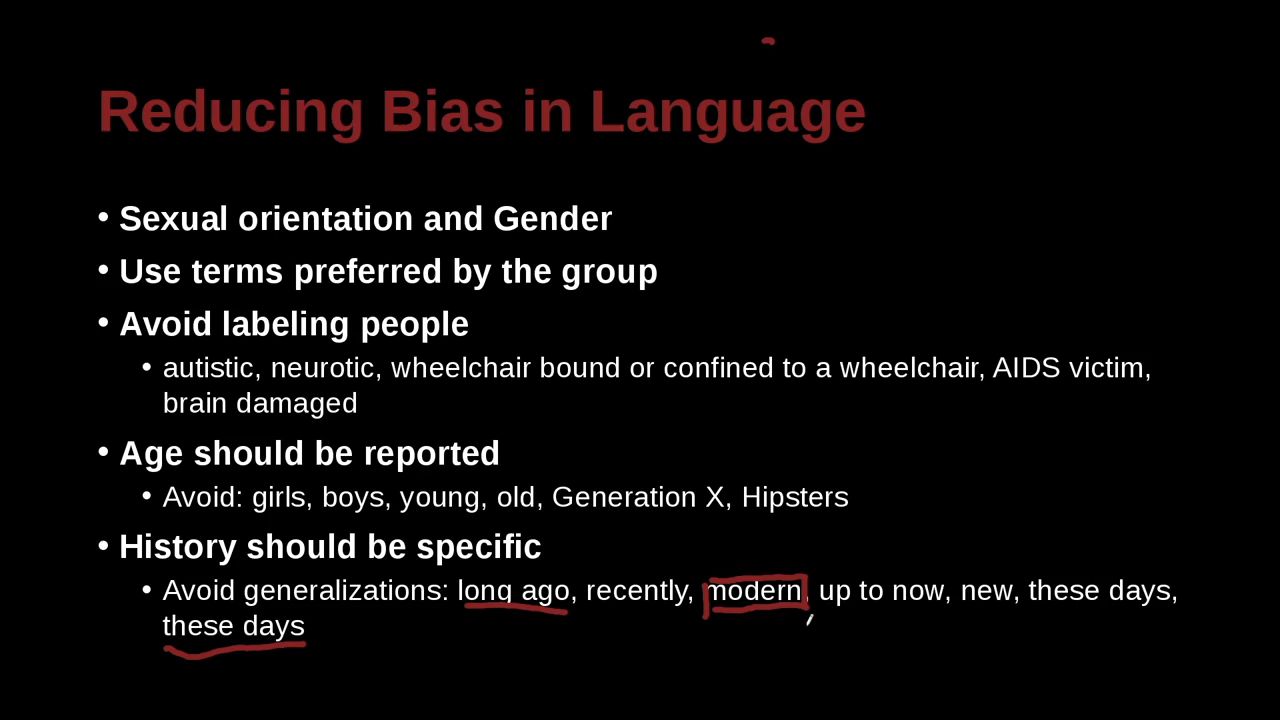 Reducing Bias in Language
• Sexual orientation and Gender
• Use terms preferred by the group
• Avoid labeling people
• autistic, neurotic, wheelchair bound or confined to a wheelchair, AIDS victim,
brain damaged
• Age should be reported
• Avoid: girls, boys, young, old, Generation X, Hipsters
• History should be specific
• Avoid generalizations: long ago, recently, modern, up to now, new, these days,
these days